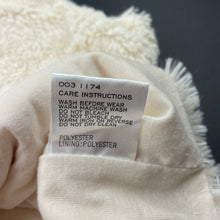 003 1174
CARE INSTRUCTIONS
WASH BEFORE WEAR
WARM MACHINE WASH
DO NOT BLEACH
DO NOT TUMBLE DRY
WARM IRON ON REVERSE
DO NOT DRY CLEAN
POLYESTER
LINING:POLYESTER